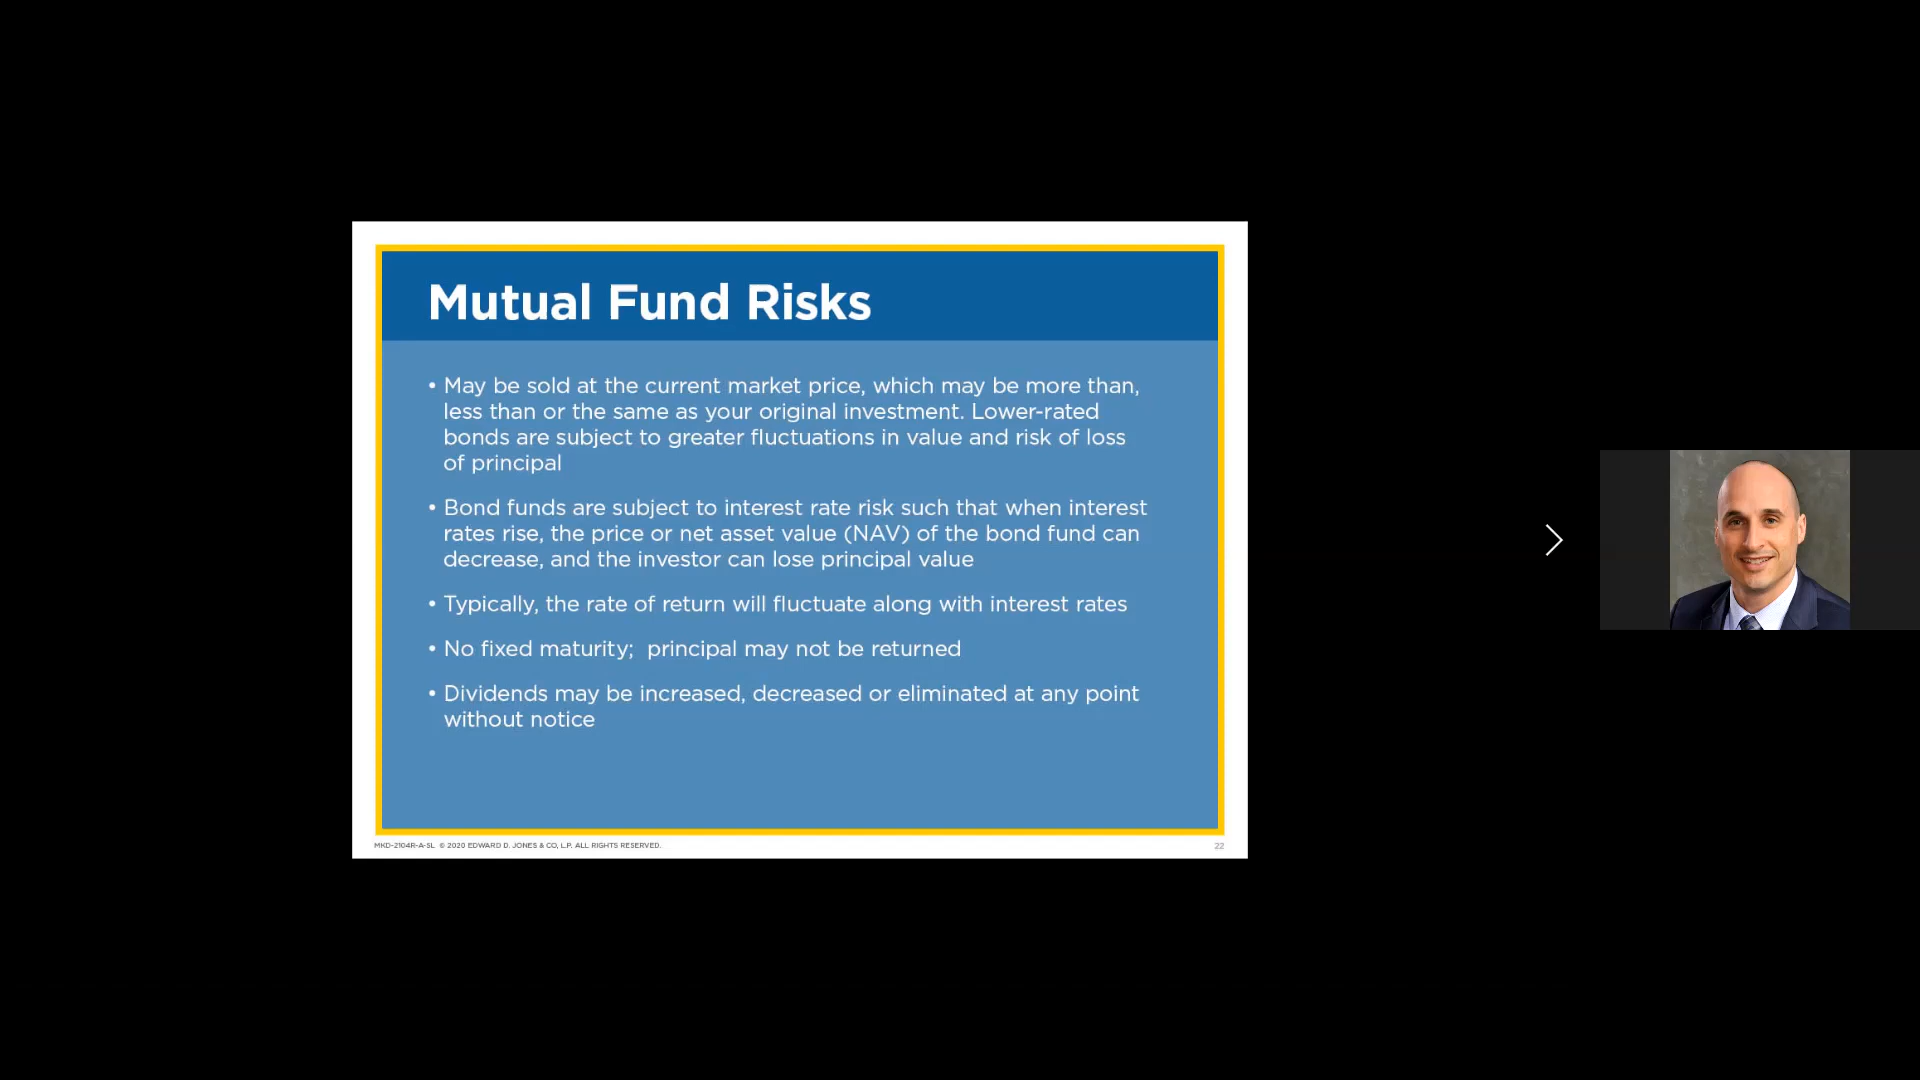 Mutual Fund Risks
• May be sold at the current market price, which may be more than,
less than or the same as your original investment. Lower-rated
bonds are subject to greater fluctuations in value and risk of loss
of principal
• Bond funds are subject to interest rate risk such that when interest
rates rise, the price or net asset value (NAV) of the bond fund can
decrease, and the investor can lose principal value
• Typically, the rate of return will fluctuate along with interest rates
• No fixed maturity;  principal may not be returned
• Dividends may be increased, decreased or eliminated at any point
without notice
MKD-2104R-A-SL © 2020 EDWARD D. JONES & CO, L.P. ALL RIGHTS RESERVED.
22